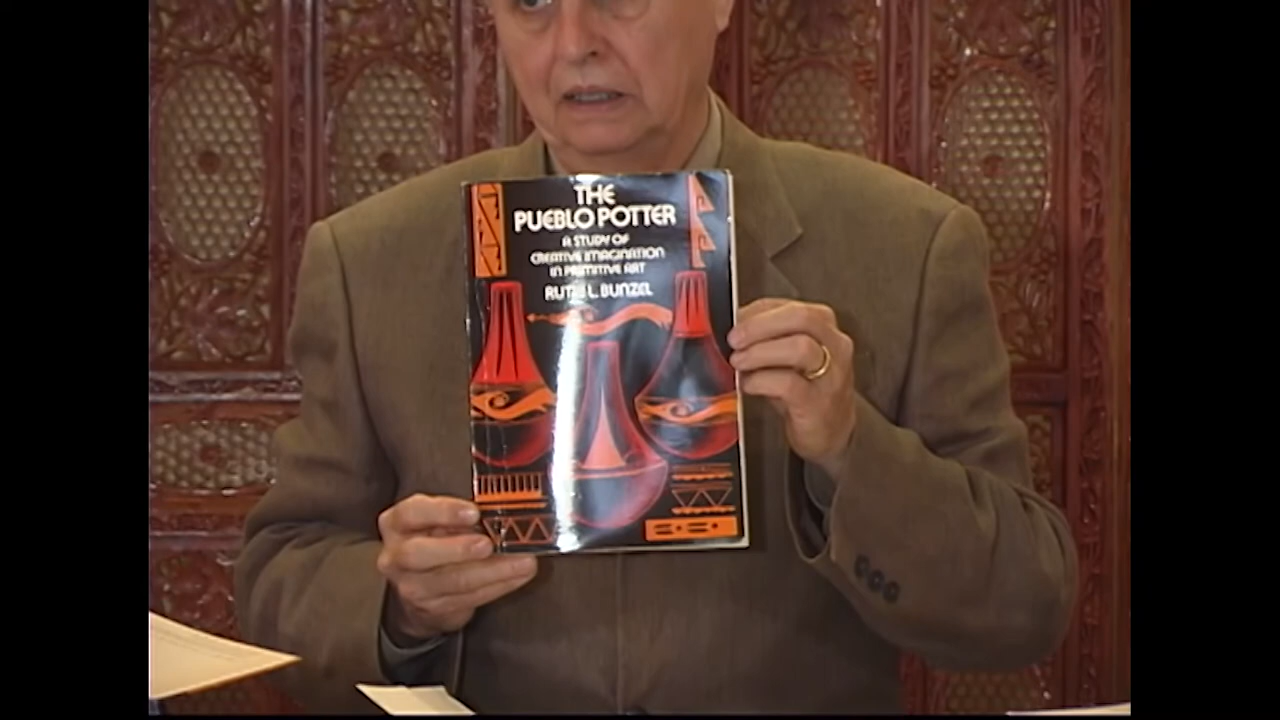 THE
PUEBLO POTTER
A STUDY OF
CREATIVE IMAGINATION
IN PRIMITIVE ART
RUTH L. BUNZEL